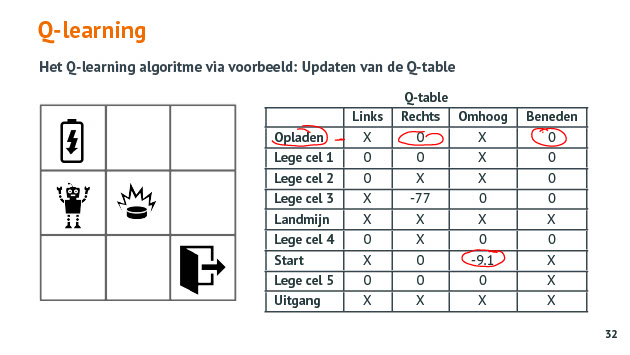 Q-learning
Het Q-learning algoritme via voorbeeld: Updaten van de Q-table
Q-table
Links Rechts Omhoog Beneden
Opladen X 0 X 0
Lege cel 1 0 0 X 0
Lege cel 2 0 X X 0
Lege cel 3 X -77 0 0
Landmijn X X X X
Lege cel 4 0 X 0 0
Start X 0 -9.1 X
Lege cel 5 0 0 0 X
Uitgang X X X X
32